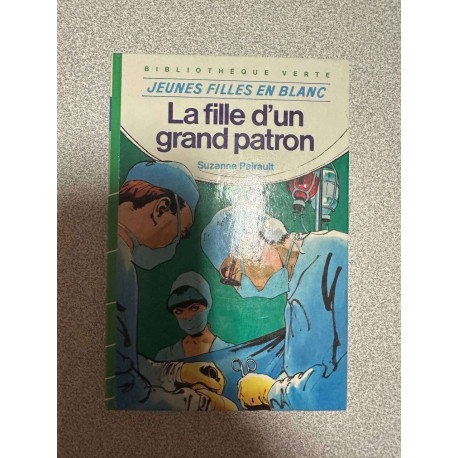 BIBLIOTHÈQUE VERTE
JEUNES FILLES EN BLANC
La fille d'un
grand patron
Suzanne Pairault